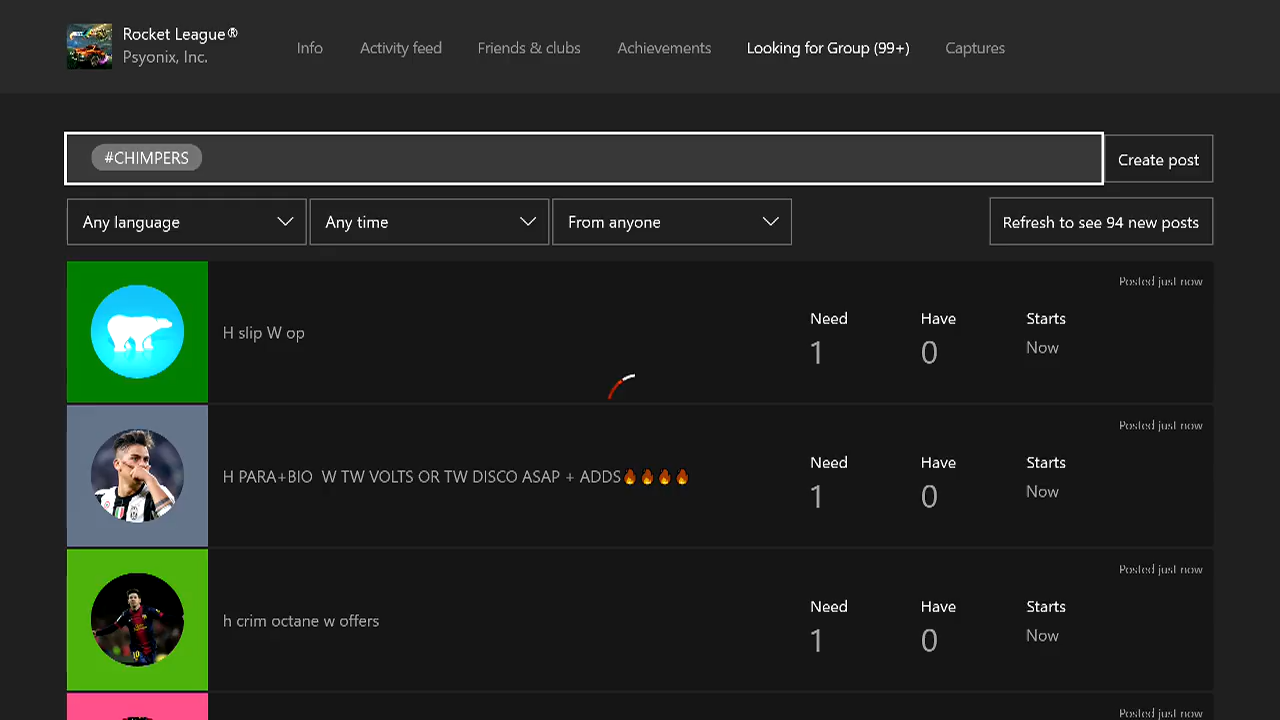 Rocket League®
Psyonix, Inc.
Info
Activity feed
Friends & clubs
Achievements
Looking for Group (99+)
Captures
#CHIMPERS
Create post
Any language
Any time
From anyone
Refresh to see 94 new posts
Posted just now
H slip W op
Need
Have
Starts
1
0
Now
Posted just now
H PARA+BIO  W TW VOLTS OR TW DISCO ASAP + ADDS🔥🔥🔥🔥
Need
Have
Starts
1
0
Now
Posted just now
h crim octane w offers
Need
Have
Starts
1
0
Now
Posted just now